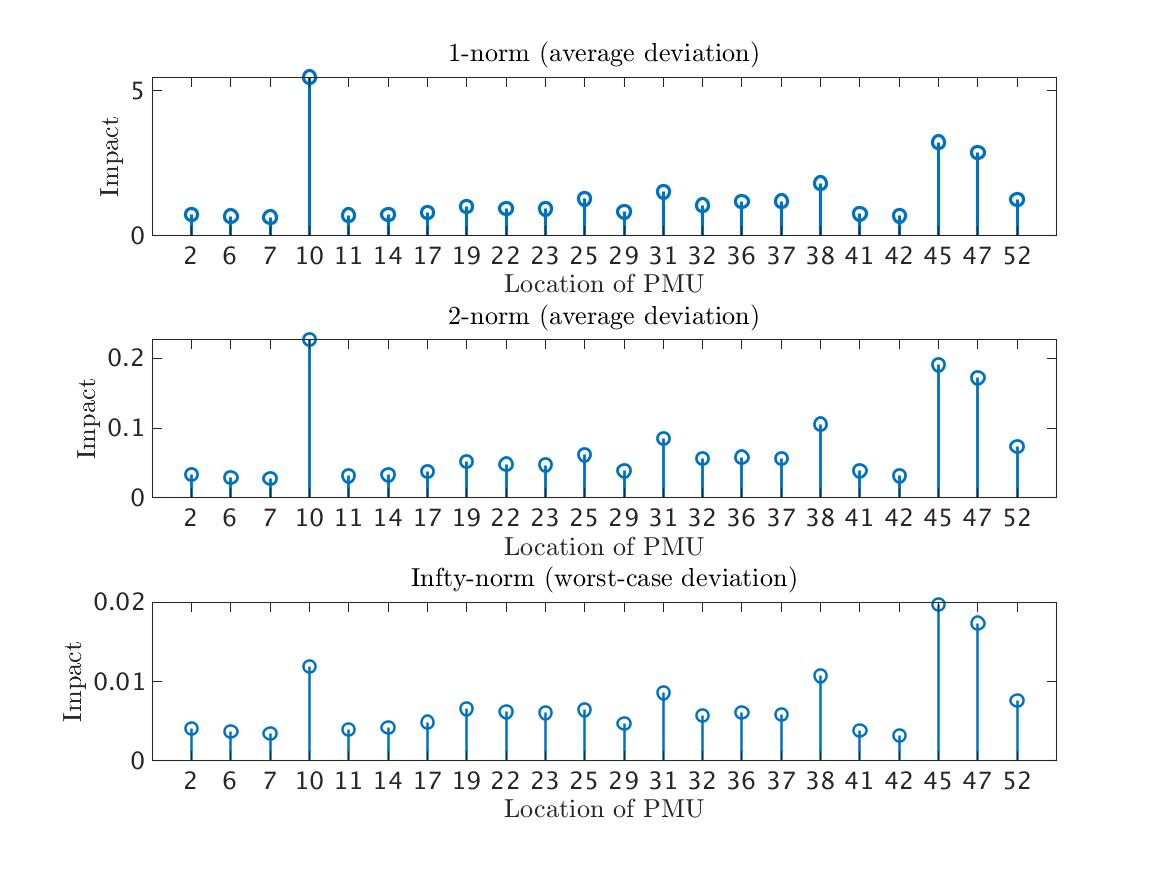 1-norm (average deviation)
5
0
Impact
2 6 7 10 11 14 17 19 22 23 25 29 31 32 36 37 38 41 42 45 47 52
Location of PMU
2-norm (average deviation)
0.2
0.1
0
Impact
2 6 7 10 11 14 17 19 22 23 25 29 31 32 36 37 38 41 42 45 47 52
Location of PMU
Infty-norm (worst-case deviation)
0.02
0.01
0
Impact
2 6 7 10 11 14 17 19 22 23 25 29 31 32 36 37 38 41 42 45 47 52
Location of PMU